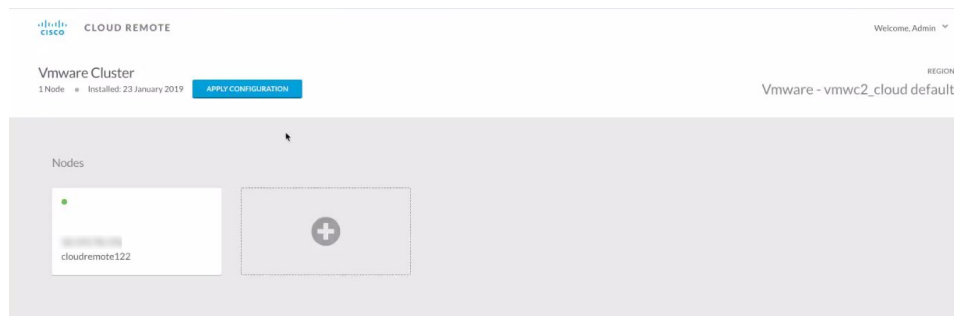 CISCO CLOUD REMOTE
Welcome, Admin
Vmware Cluster
REGION
1 Node Installed: 23 January 2019 APPLY CONFIGURATION
Vmware - vmwc2_cloud default
Nodes
cloudremote122